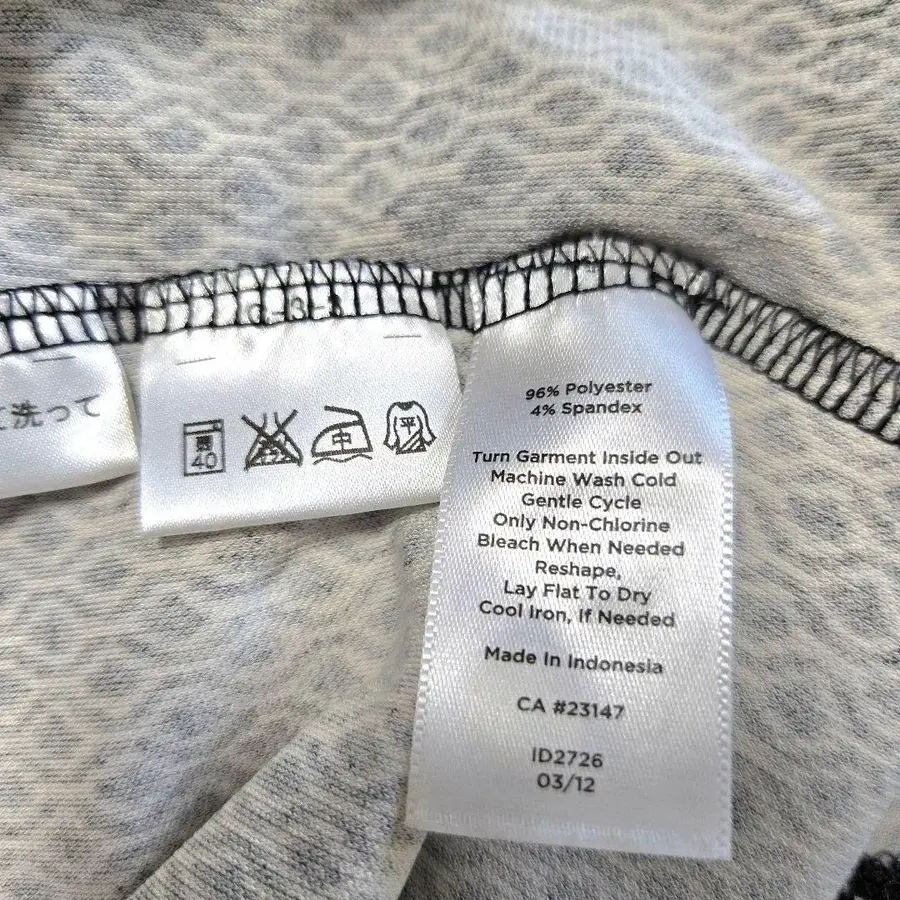 て洗って
40
中
平
96% Polyester
4% Spandex
Turn Garment Inside Out
Machine Wash Cold
Gentle Cycle
Only Non-Chlorine
Bleach When Needed
Reshape,
Lay Flat To Dry
Cool Iron, If Needed
Made In Indonesia
CA #23147
ID2726
03/12